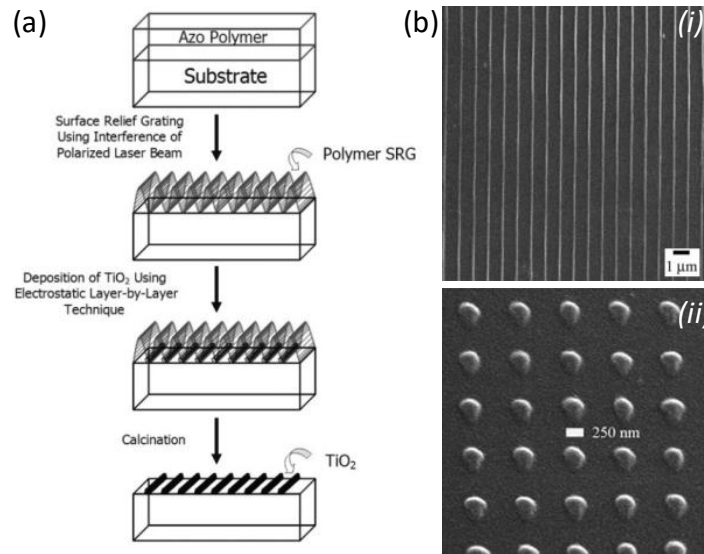 (a)
Azo Polymer
Substrate
Surface Relief Grating
Using Interference of
Polarized Laser Beam
Polymer SRG
Deposition of TiO₂ Using
Electrostatic Layer-by-Layer
Technique
Calcination
TiO₂
(b)
(i)
1 μm
(ii)
250 nm